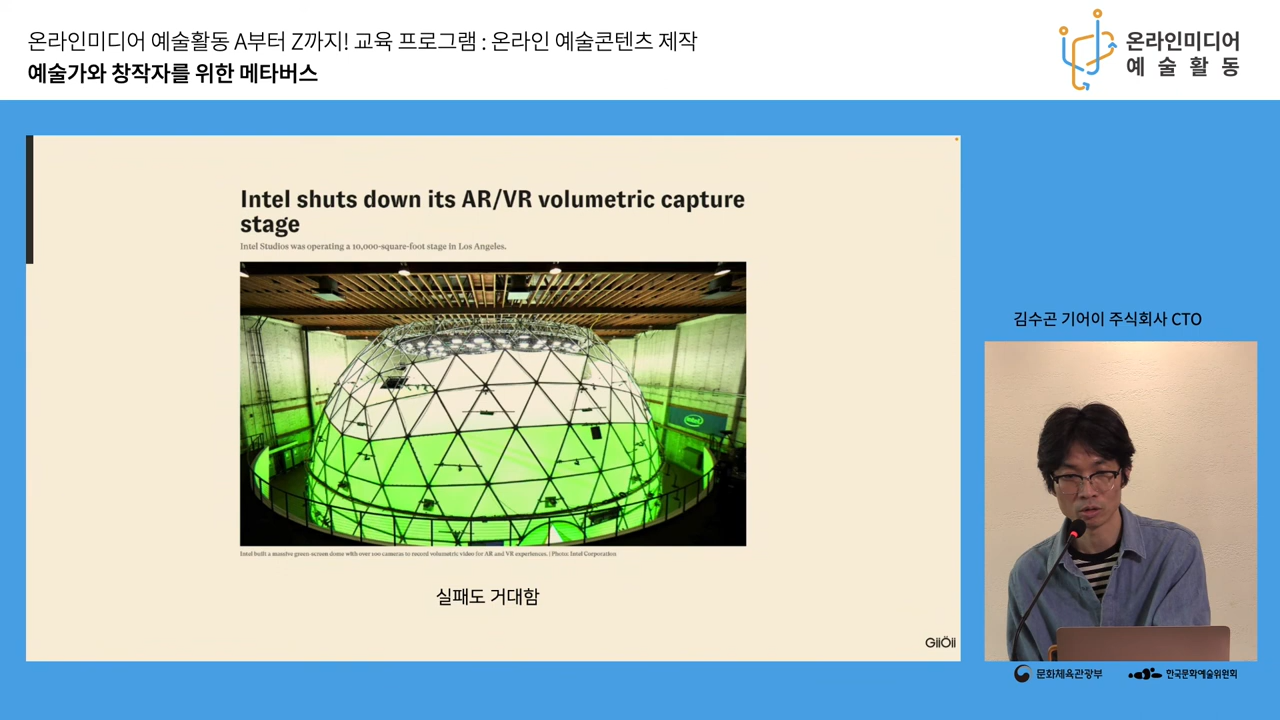 온라인미디어 예술활동 A부터 Z까지! 교육 프로그램 : 온라인 예술콘텐츠 제작
예술가와 창작자를 위한 메타버스
온라인미디어
예 술 활 동
Intel shuts down its AR/VR volumetric capture
stage
Intel Studios was operating a 10,000-square-foot stage in Los Angeles.
intel
Intel built a massive green-screen dome with over 100 cameras to record volumetric video for AR and VR experiences. | Photo: Intel Corporation
실패도 거대함
GiiÖii
김수곤 기어이 주식회사 CTO
문화체육관광부
한국문화예술위원회